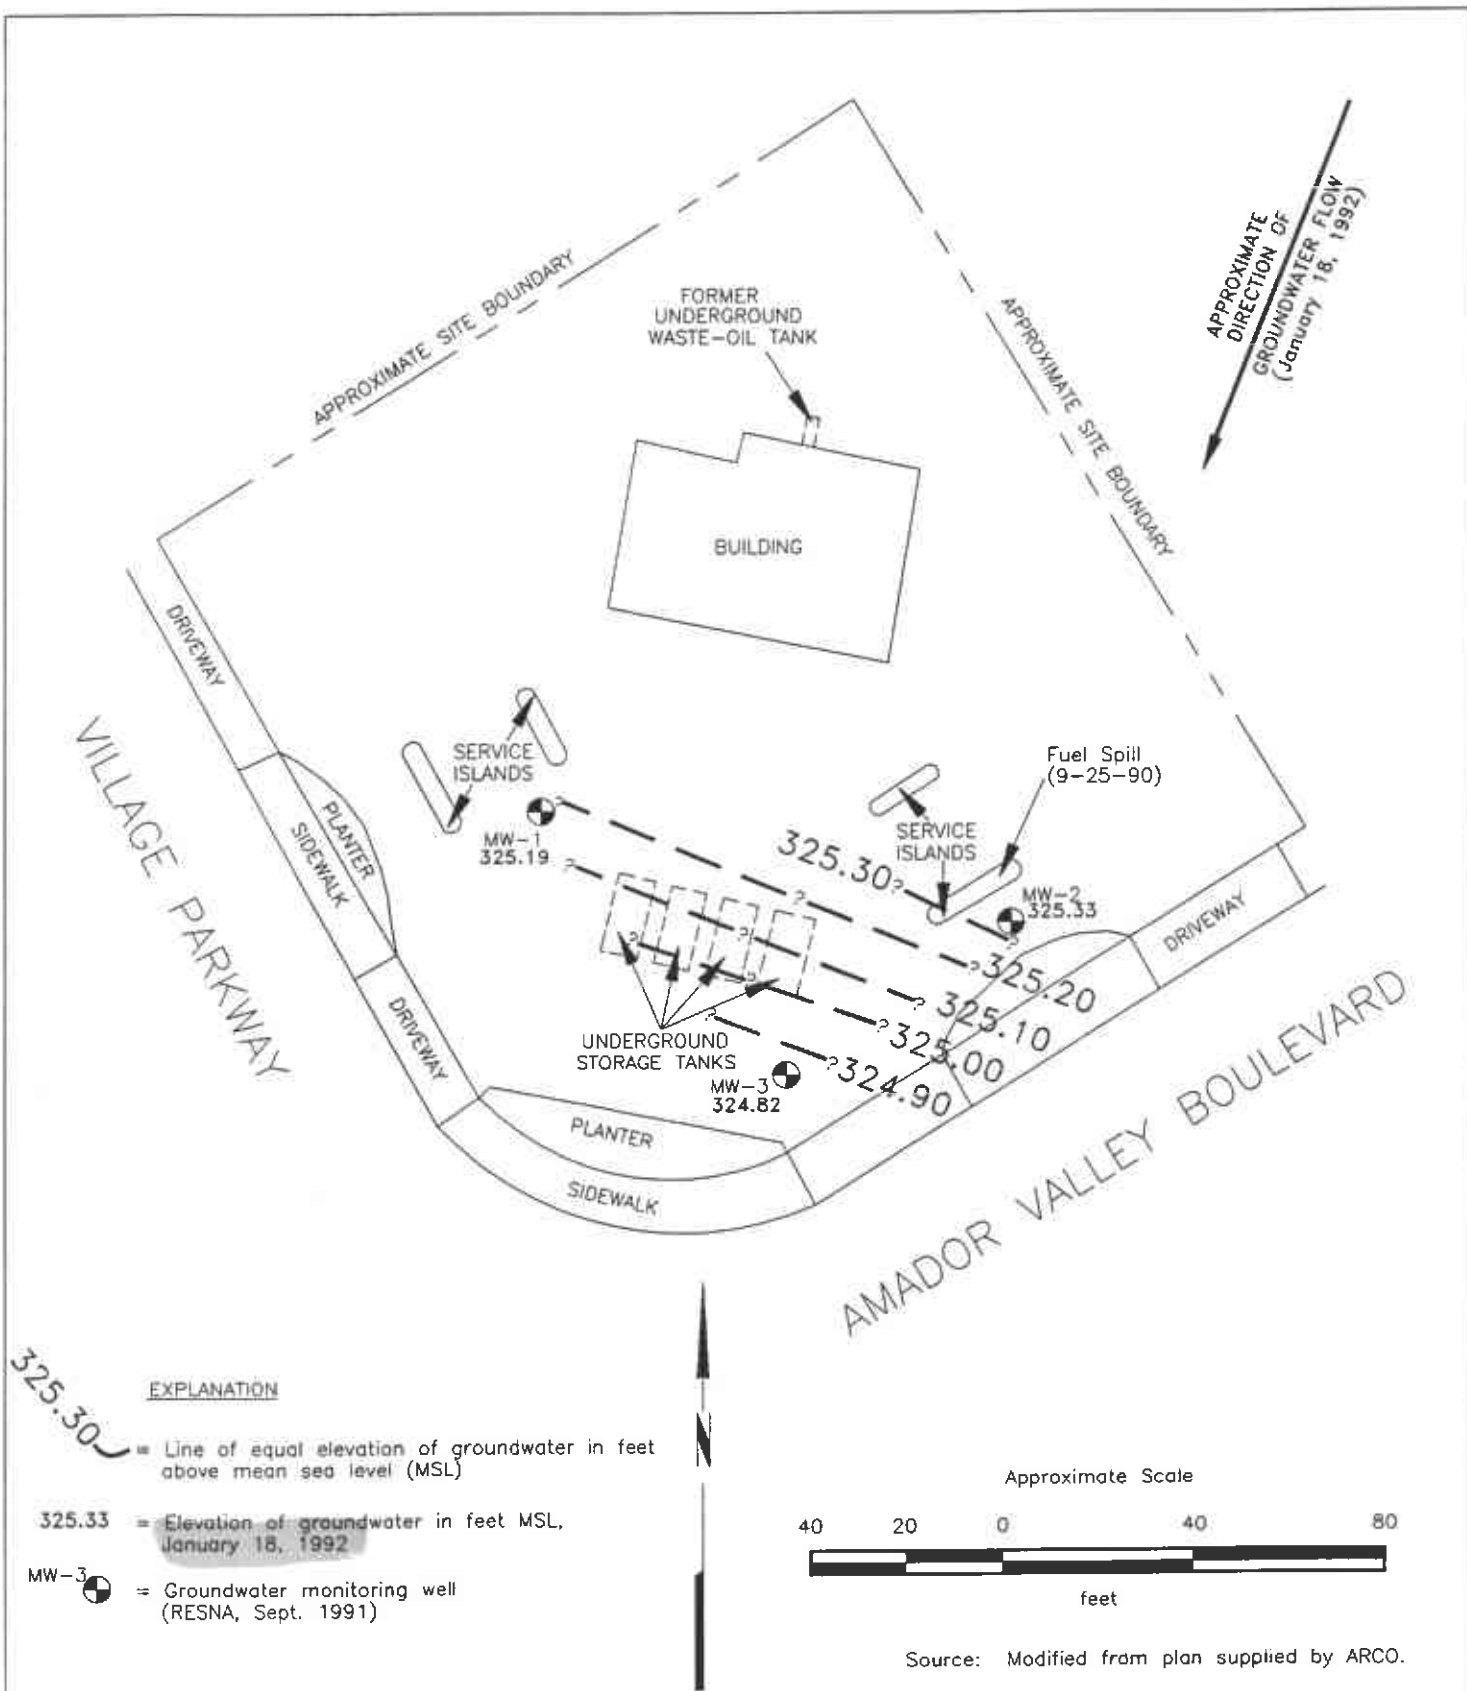 APPROXIMATE SITE BOUNDARY
APPROXIMATE SITE BOUNDARY
APPROXIMATE
DIRECTION OF
GROUNDWATER FLOW
(January 18, 1992)
FORMER
UNDERGROUND
WASTE-OIL TANK
BUILDING
DRIVEWAY
VILLAGE PARKWAY
SIDEWALK
PLANTER
DRIVEWAY
SERVICE
ISLANDS
MW-1
325.19
Fuel Spill
(9-25-90)
SERVICE
ISLANDS
MW-2
325.33
325.30?
?
?
?
?
325.20
?
?
?
325.10
?
?
?
325.00
?
?
324.90
UNDERGROUND
STORAGE TANKS
MW-3
324.82
DRIVEWAY
PLANTER
SIDEWALK
AMADOR VALLEY BOULEVARD
N
EXPLANATION
325.30
= Line of equal elevation of groundwater in feet
above mean sea level (MSL)
325.33 = Elevation of groundwater in feet MSL,
January 18, 1992
MW-3
= Groundwater monitoring well
(RESNA, Sept. 1991)
Approximate Scale
40 20 0 40 80
feet
Source: Modified from plan supplied by ARCO.